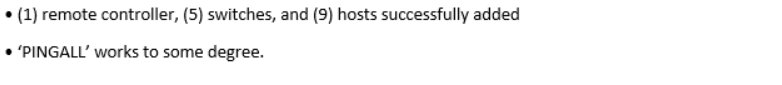 • (1) remote controller, (5) switches, and (9) hosts successfully added
• ‘PINGALL’ works to some degree.